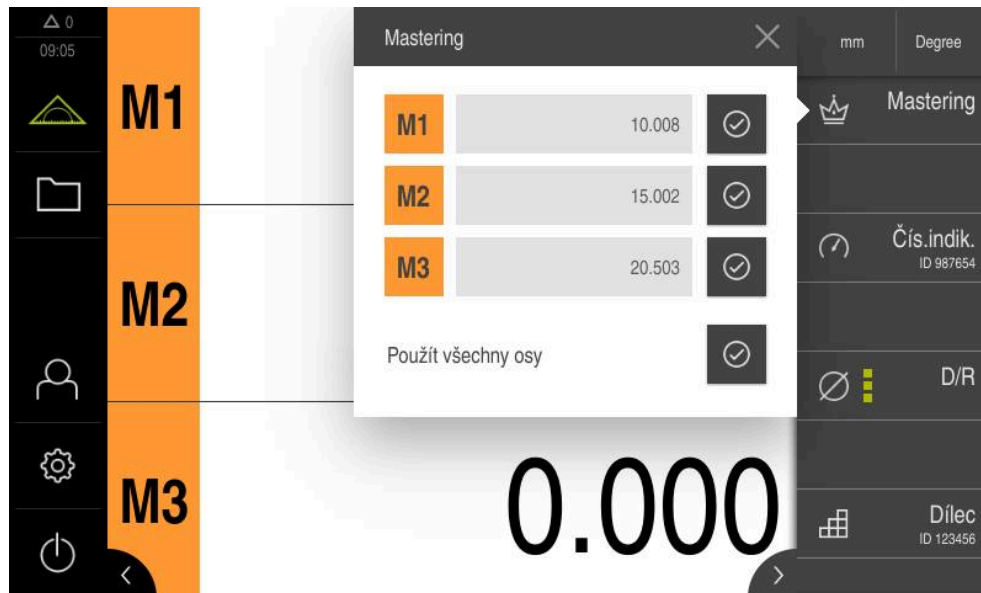 0
09:05
M1
M2
M3
0.000
Mastering
M1 10.008
M2 15.002
M3 20.503
Použít všechny osy
mm Degree
Mastering
Čís.indik.
ID 987654
D/R
Dílec
ID 123456